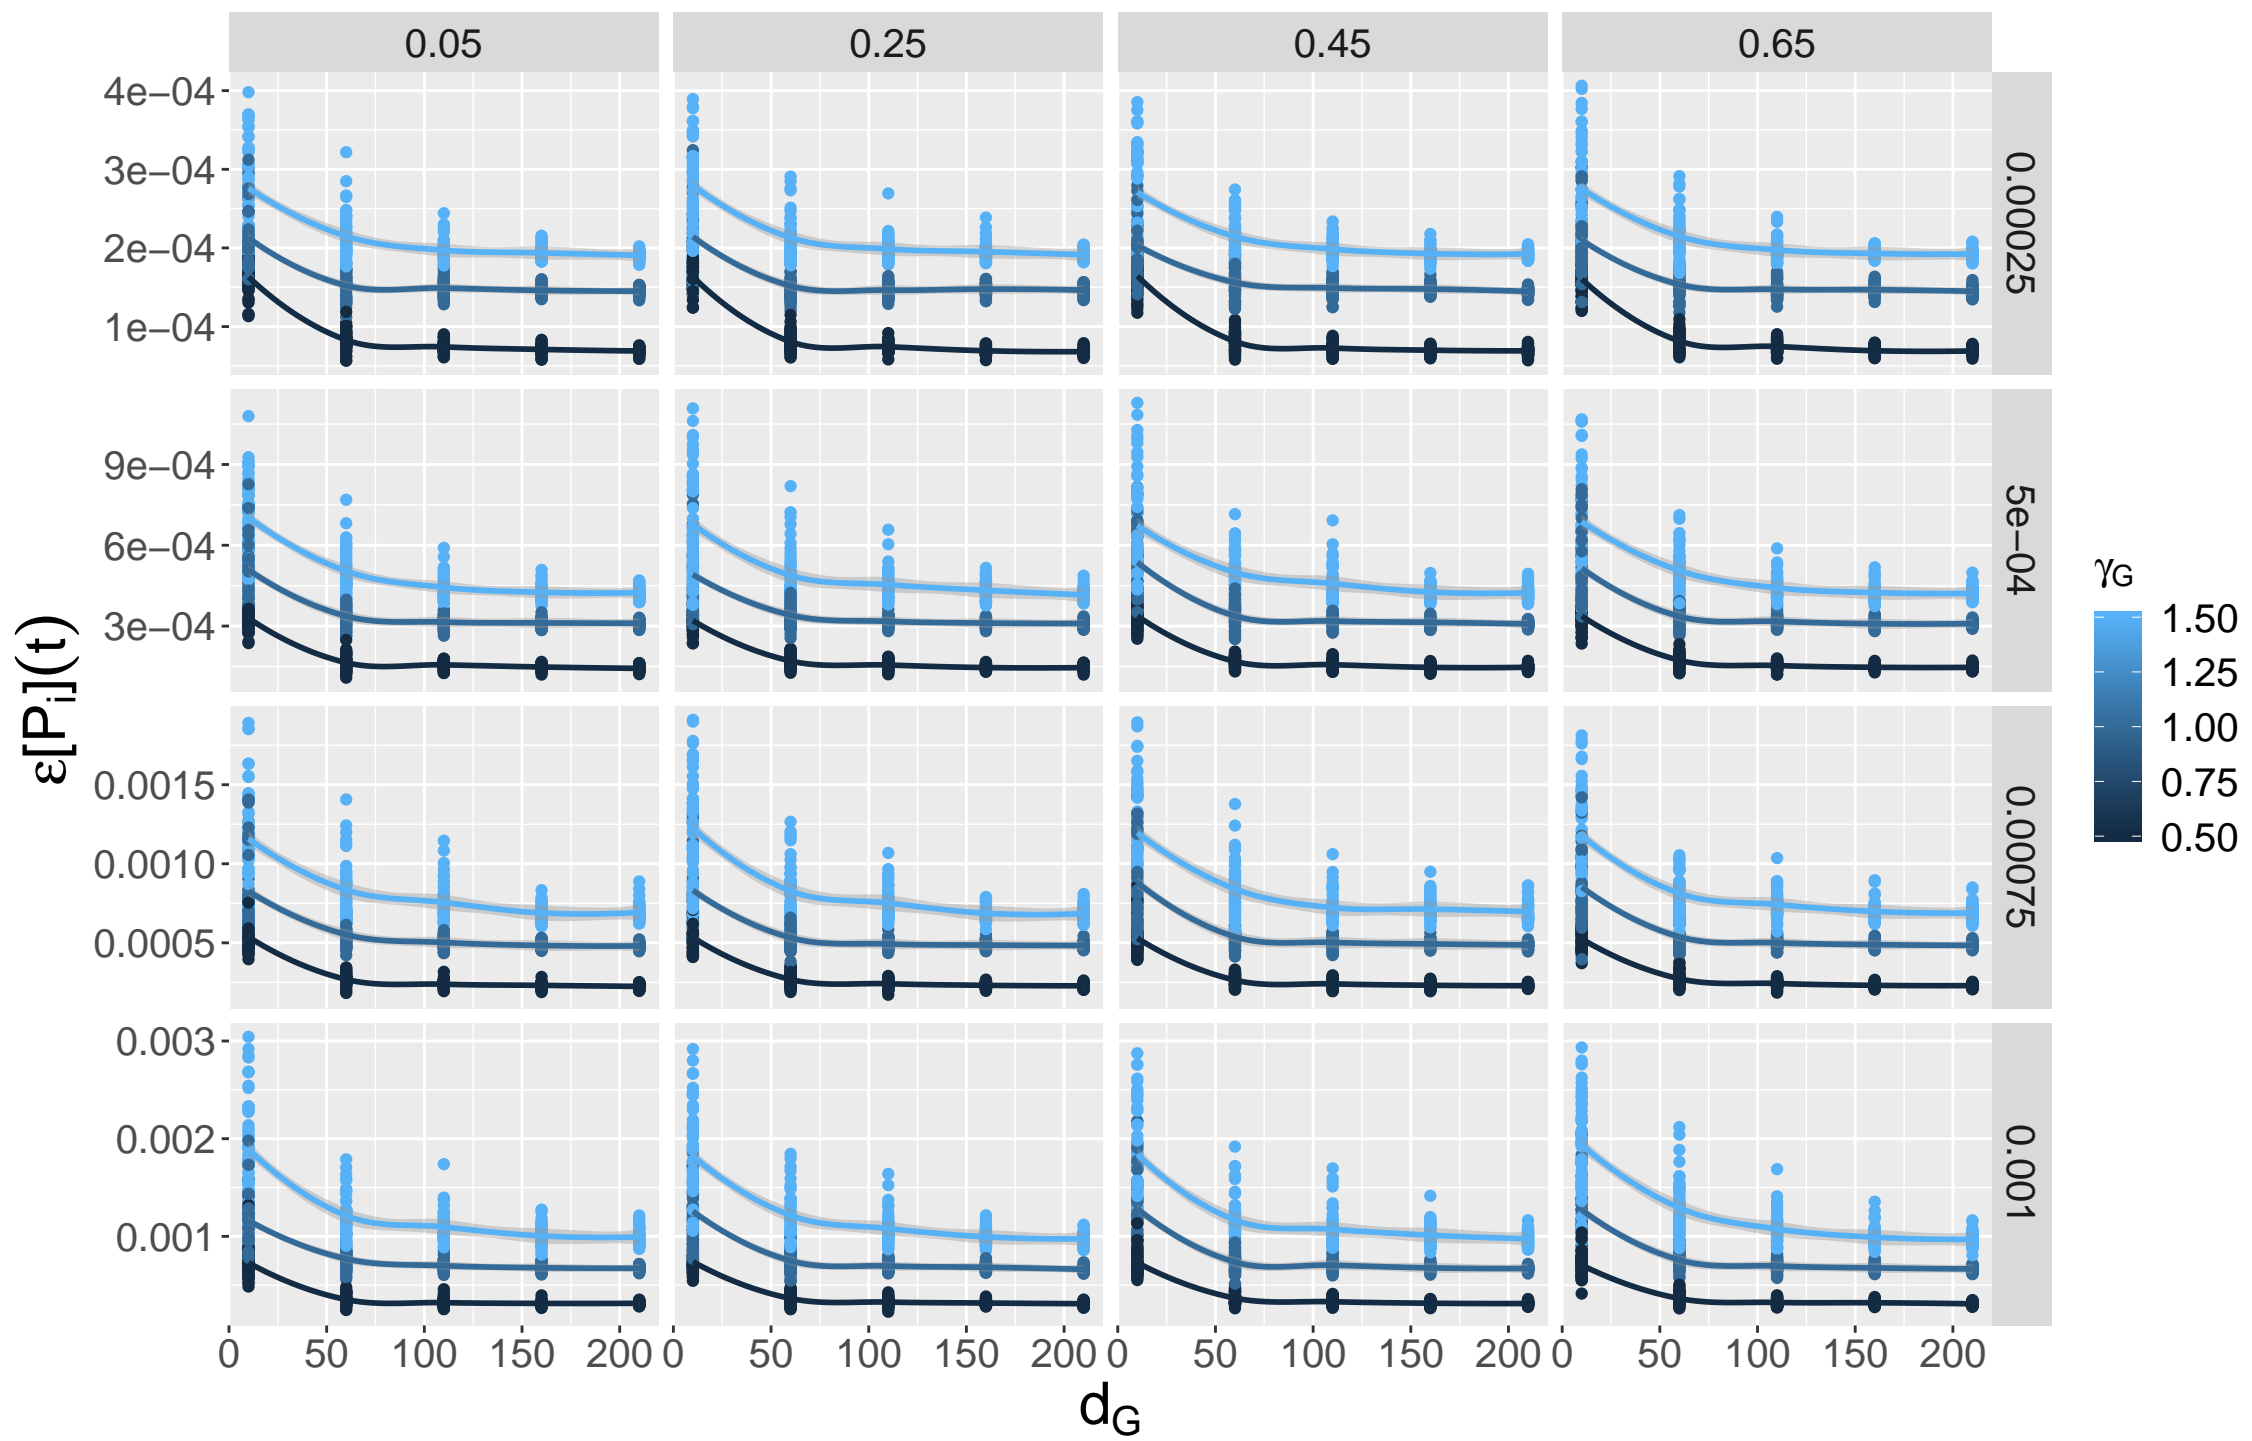 0.05 0.25 0.45 0.65
4e−04
3e−04
2e−04
1e−04
0.00025
9e−04
6e−04
3e−04
5e−04
0.0015
0.0010
0.0005
0.00075
0.003
0.002
0.001
0.001
0 50 100 150 200 0 50 100 150 200 0 50 100 150 200 0 50 100 150 200
dG
ε[Pi](t)
γG
1.50
1.25
1.00
0.75
0.50